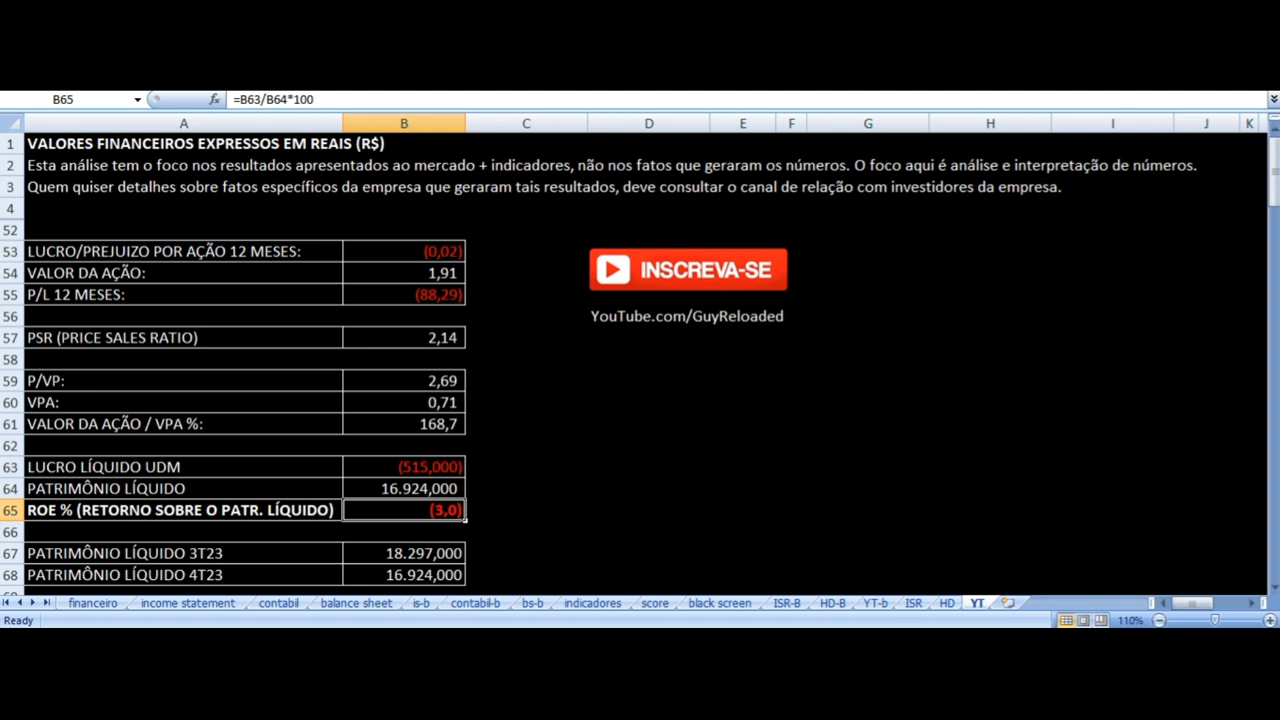 B65 fx =B63/B64*100
A B C D E F G H I J K
1 VALORES FINANCEIROS EXPRESSOS EM REAIS (R$)
2 Esta análise tem o foco nos resultados apresentados ao mercado + indicadores, não nos fatos que geraram os números. O foco aqui é análise e interpretação de números.
3 Quem quiser detalhes sobre fatos específicos da empresa que geraram tais resultados, deve consultar o canal de relação com investidores da empresa.
4
52
53 LUCRO/PREJUIZO POR AÇÃO 12 MESES: (0,02)
54 VALOR DA AÇÃO: 1,91
INSCREVA-SE
55 P/L 12 MESES: (88,29)
56 YouTube.com/GuyReloaded
57 PSR (PRICE SALES RATIO) 2,14
58
59 P/VP: 2,69
60 VPA: 0,71
61 VALOR DA AÇÃO / VPA %: 168,7
62
63 LUCRO LÍQUIDO UDM (515,000)
64 PATRIMÔNIO LÍQUIDO 16.924,000
65 ROE % (RETORNO SOBRE O PATR. LÍQUIDO) (3,0)
66
67 PATRIMÔNIO LÍQUIDO 3T23 18.297,000
68 PATRIMÔNIO LÍQUIDO 4T23 16.924,000
financeiro income statement contabil balance sheet is-b contabil-b bs-b indicadores score black screen ISR-B HD-B YT-b ISR HD YT
Ready 110%